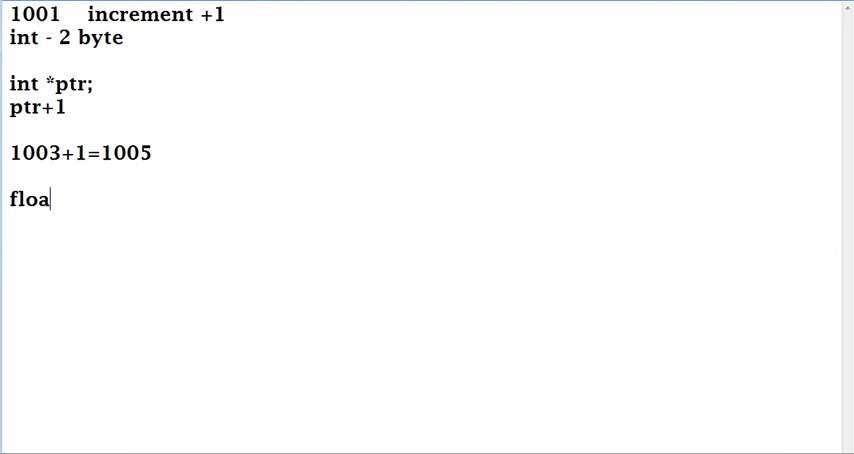 1001 increment +1
int - 2 byte
int *ptr;
ptr+1
1003+1=1005
floa